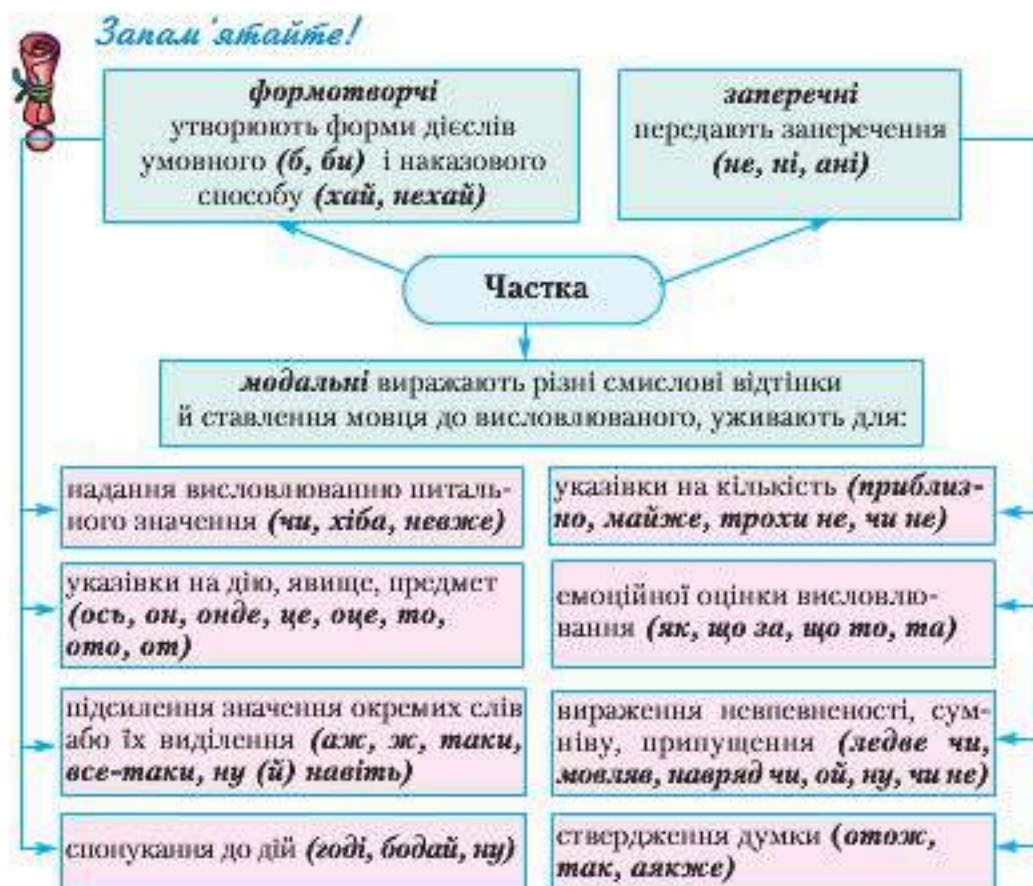 Запам'ятайте!
формотворчі
утворюють форми дієслів
умовного (б, би) і наказового
способу (хай, нехай)
заперечні
передають заперечення
(не, ні, ані)
Частка
модальні виражають різні смислові відтінки
й ставлення мовця до висловлюваного, уживають для:
надання висловлюванню питаль-
ного значення (чи, хіба, невже)
указівки на дію, явище, предмет
(ось, он, онде, це, оце, то,
ото, от)
підсилення значення окремих слів
або їх виділення (аж, ж, таки,
все-таки, ну (й) навіть)
спонукання до дій (годі, бодай, ну)
указівки на кількість (приблиз-
но, майже, трохи не, чи не)
емоційної оцінки висловлю-
вання (як, що за, що то, та)
вираження невпевненості, сум-
ніву, припущення (ледве чи,
мовляв, навряд чи, ой, ну, чи не)
ствердження думки (отож,
так, аякже)